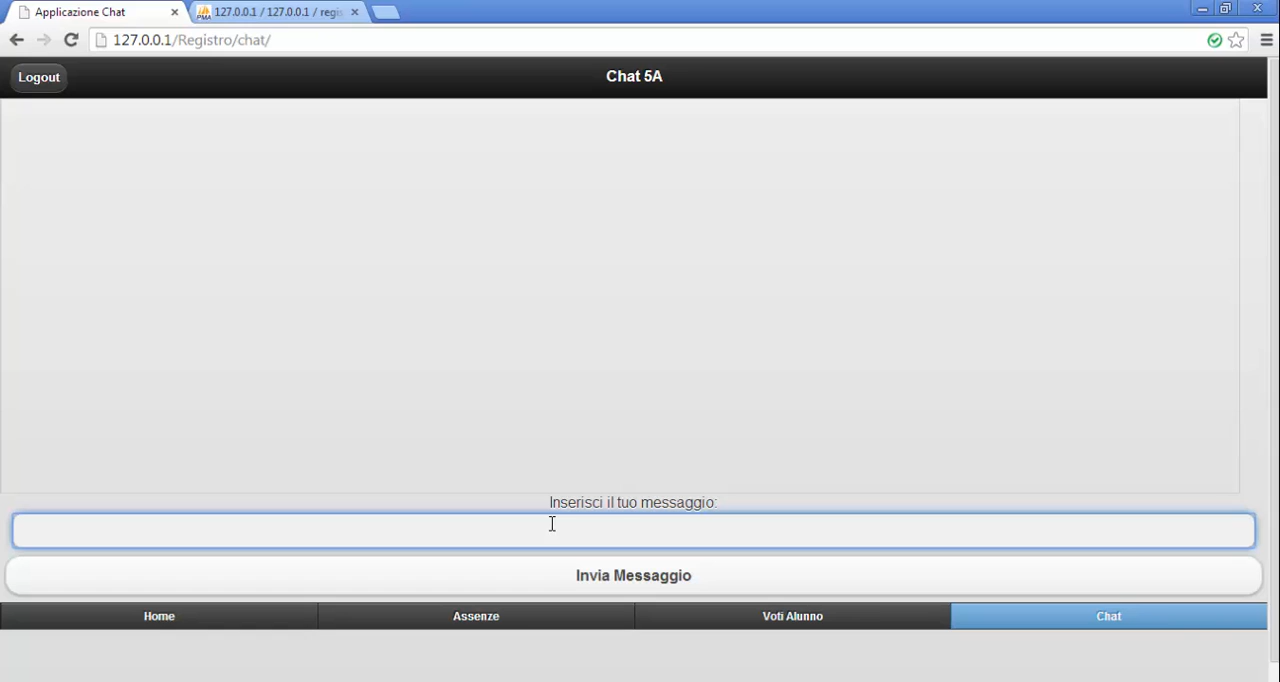 Applicazione Chat
127.0.0.1 / 127.0.0.1 / regis
127.0.0.1/Registro/chat/
Logout
Chat 5A
Inserisci il tuo messaggio:
Invia Messaggio
Home
Assenze
Voti Alunno
Chat